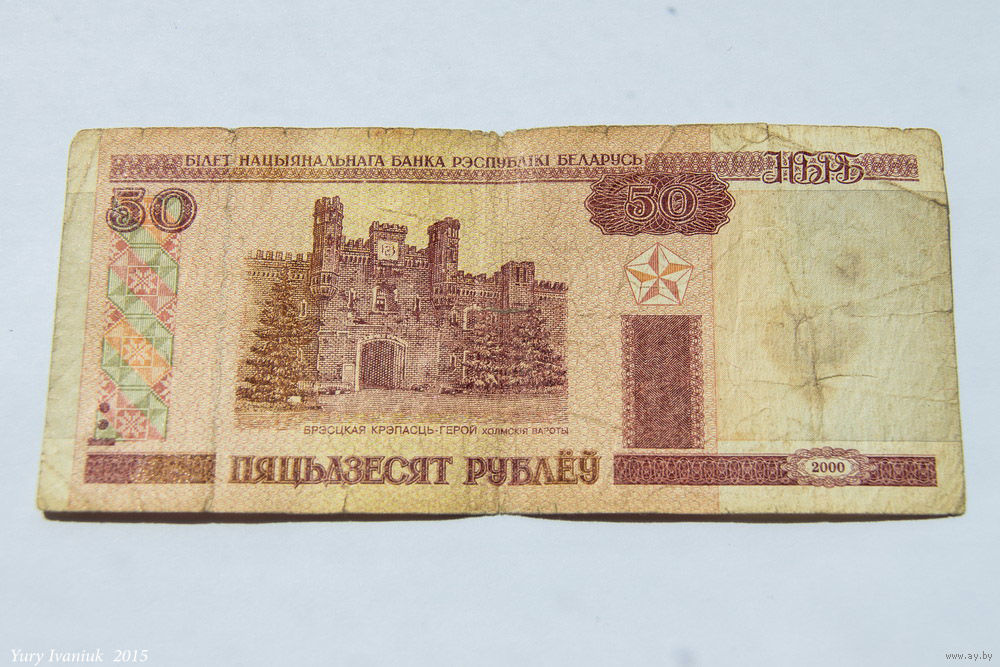 БІЛЕТ НАЦЫЯНАЛЬНАГА БАНКА РЭСПУБЛІКІ БЕЛАРУСЬ
НБРБ
50
50
БРЭСЦКАЯ КРЭПАСЦЬ-ГЕРОЙ ХОЛМСКІЯ ВАРОТЫ
ПЯЦЬДЗЕСЯТ РУБЛЁЎ
2000
Yury Ivaniuk 2015
www.ay.by